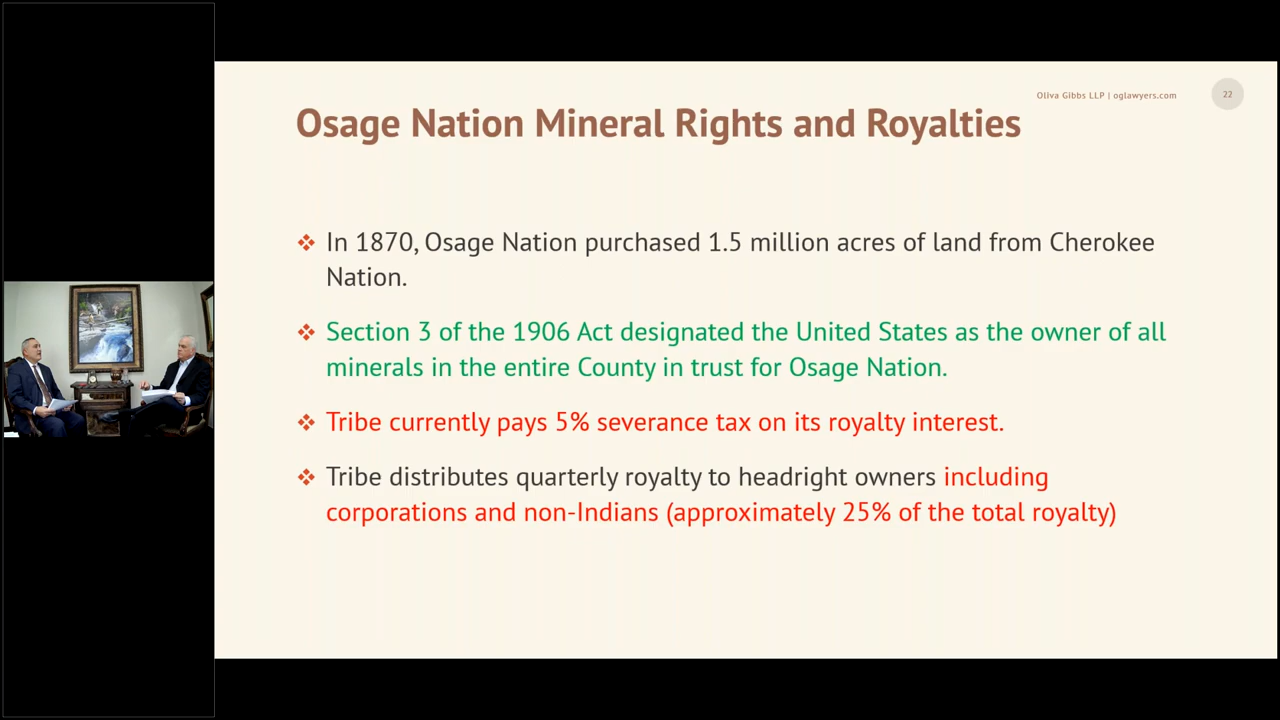 Oliva Gibbs LLP | oglawyers.com
22
Osage Nation Mineral Rights and Royalties
In 1870, Osage Nation purchased 1.5 million acres of land from Cherokee
Nation.
Section 3 of the 1906 Act designated the United States as the owner of all
minerals in the entire County in trust for Osage Nation.
Tribe currently pays 5% severance tax on its royalty interest.
Tribe distributes quarterly royalty to headright owners including
corporations and non-Indians (approximately 25% of the total royalty)